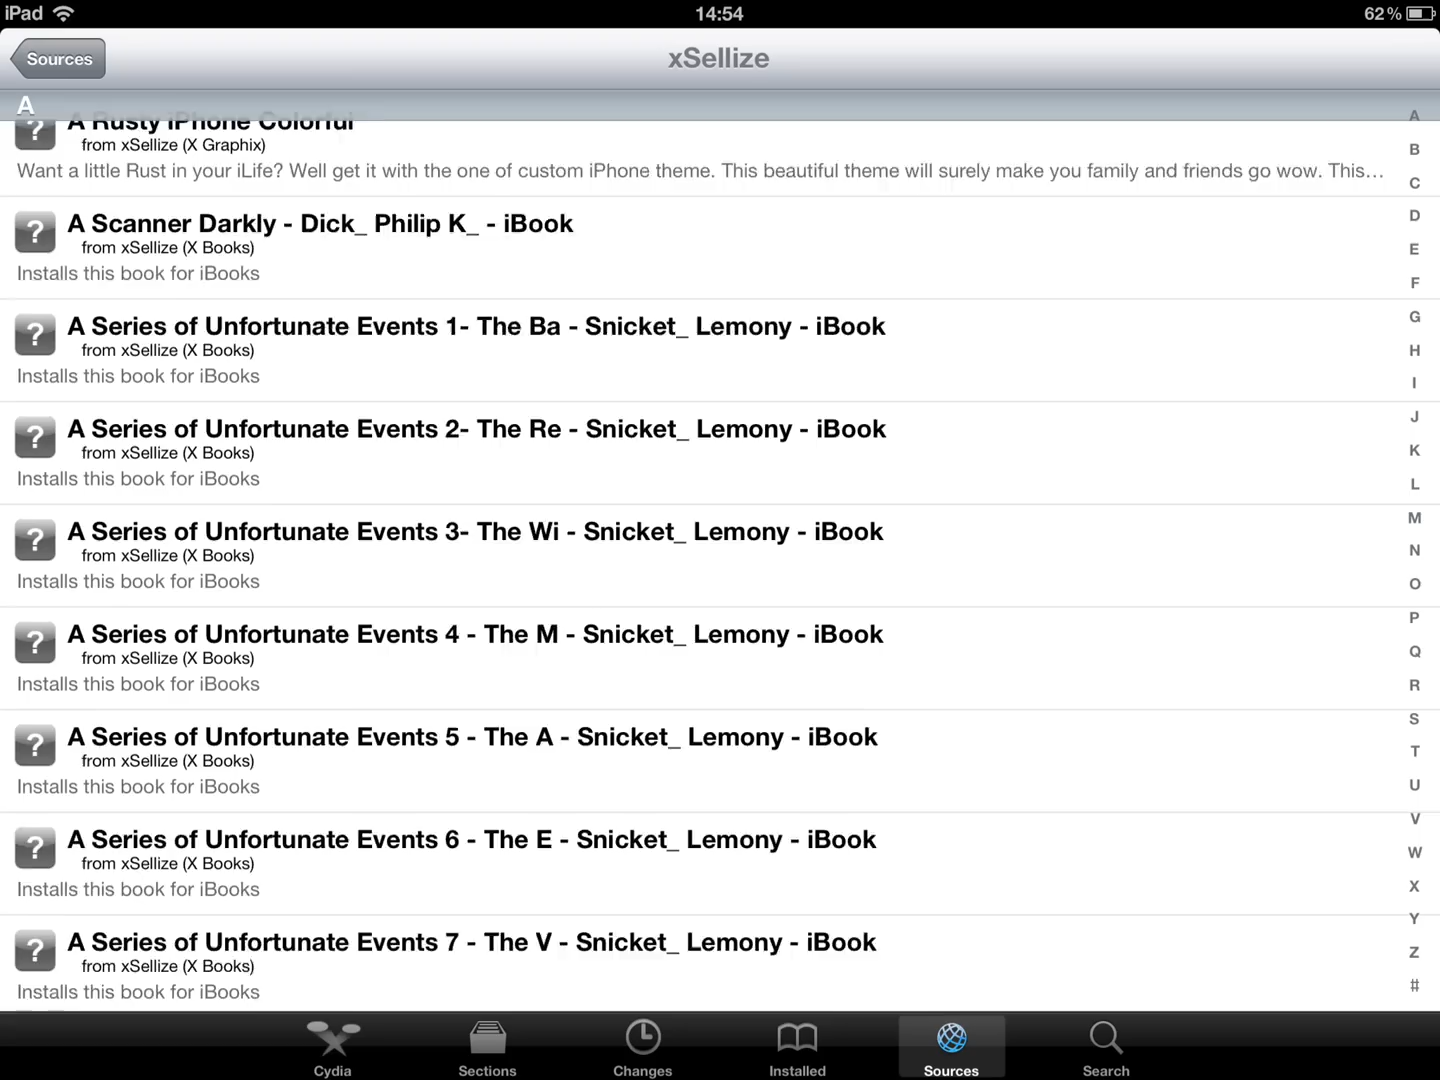 iPad 14:54 62%
Sources xSellize
A
A Rusty iPhone Colorful
from xSellize (X Graphix)
Want a little Rust in your iLife? Well get it with the one of custom iPhone theme. This beautiful theme will surely make you family and friends go wow. This...
A Scanner Darkly - Dick_ Philip K_ - iBook
from xSellize (X Books)
Installs this book for iBooks
A Series of Unfortunate Events 1- The Ba - Snicket_ Lemony - iBook
from xSellize (X Books)
Installs this book for iBooks
A Series of Unfortunate Events 2- The Re - Snicket_ Lemony - iBook
from xSellize (X Books)
Installs this book for iBooks
A Series of Unfortunate Events 3- The Wi - Snicket_ Lemony - iBook
from xSellize (X Books)
Installs this book for iBooks
A Series of Unfortunate Events 4 - The M - Snicket_ Lemony - iBook
from xSellize (X Books)
Installs this book for iBooks
A Series of Unfortunate Events 5 - The A - Snicket_ Lemony - iBook
from xSellize (X Books)
Installs this book for iBooks
A Series of Unfortunate Events 6 - The E - Snicket_ Lemony - iBook
from xSellize (X Books)
Installs this book for iBooks
A Series of Unfortunate Events 7 - The V - Snicket_ Lemony - iBook
from xSellize (X Books)
Installs this book for iBooks
A
B
C
D
E
F
G
H
I
J
K
L
M
N
O
P
Q
R
S
T
U
V
W
X
Y
Z
#
Cydia Sections Changes Installed Sources Search